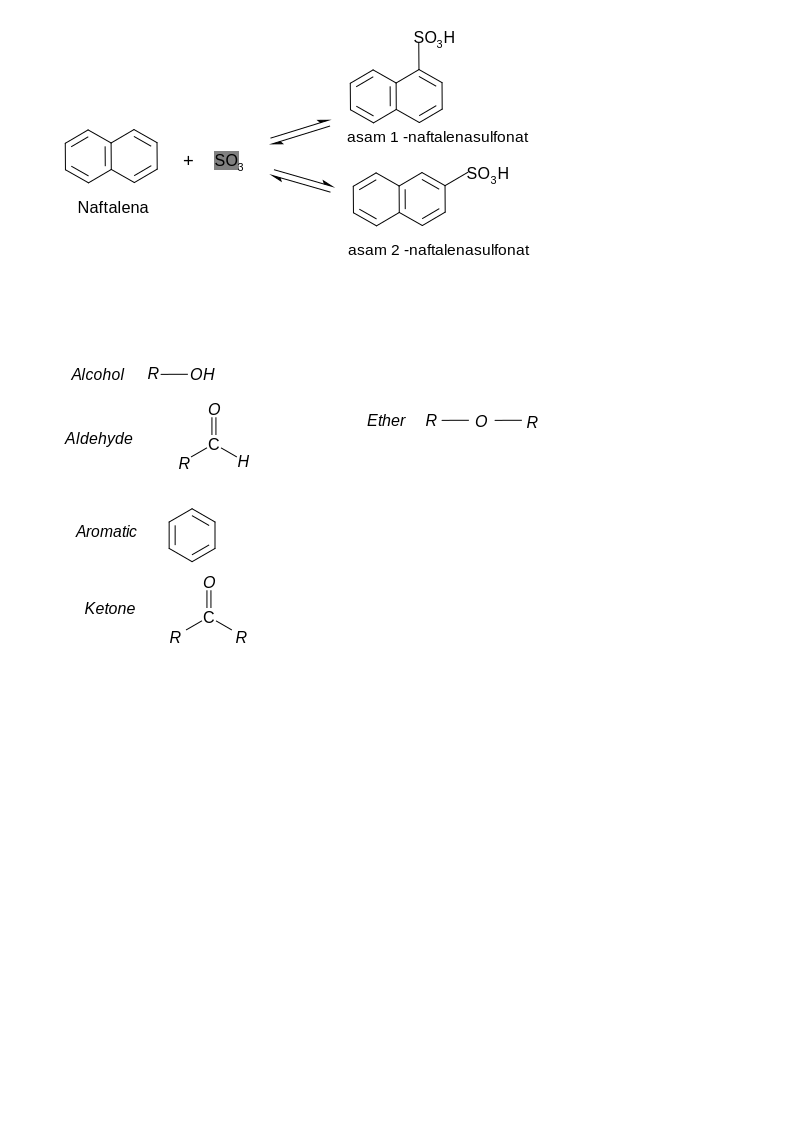 SO3H
asam 1 -naftalenasulfonat
+ SO3
Naftalena
SO3H
asam 2 -naftalenasulfonat
Alcohol R OH
Aldehyde O C R H
Ether R O R
Aromatic
Ketone O C R R